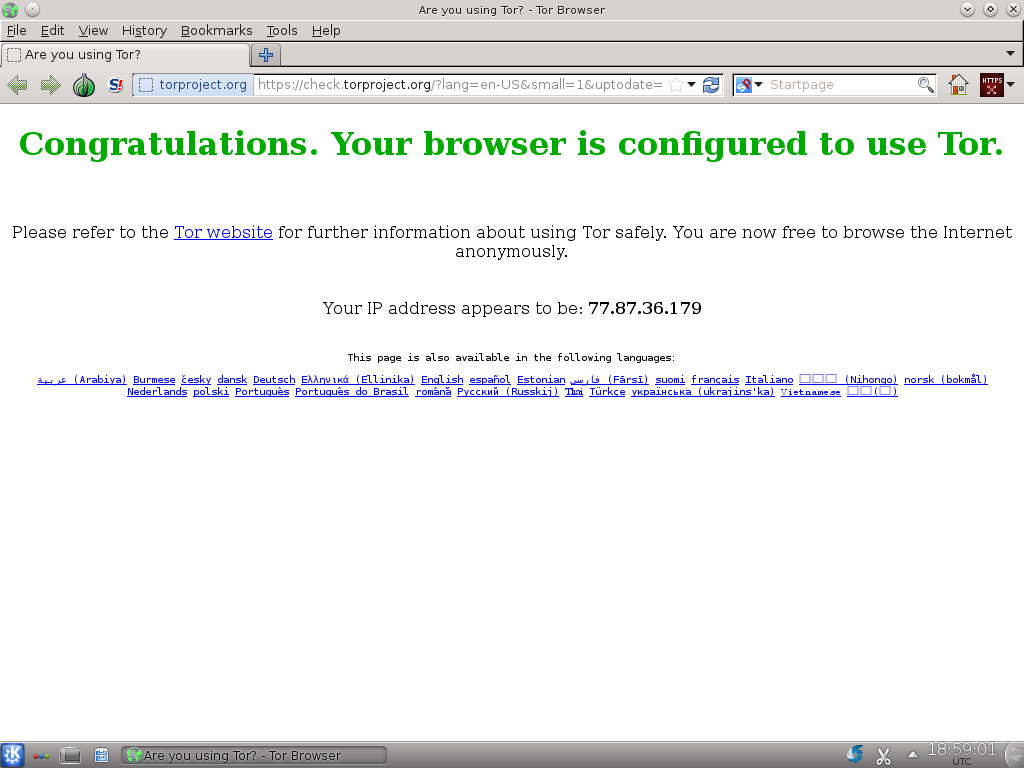 Are you using Tor? - Tor Browser
File Edit View History Bookmarks Tools Help
Are you using Tor?
torproject.org https://check.torproject.org/?lang=en-US&small=1&uptodate= Startpage HTTPS
Congratulations. Your browser is configured to use Tor.
Please refer to the Tor website for further information about using Tor safely. You are now free to browse the Internet
anonymously.
Your IP address appears to be: 77.87.36.179
This page is also available in the following languages:
عربية (Arabiya) Burmese česky dansk Deutsch Ελληνικά (Ellinika) English español Estonian فارسی (Fārsī) suomi français Italiano (Nihongo) norsk (bokmål)
Nederlands polski Português Português do Brasil română Русский (Russkij) Thai Türkçe українська (ukrajins'ka) Vietnamese
Are you using Tor? - Tor Browser
18:59:01
UTC